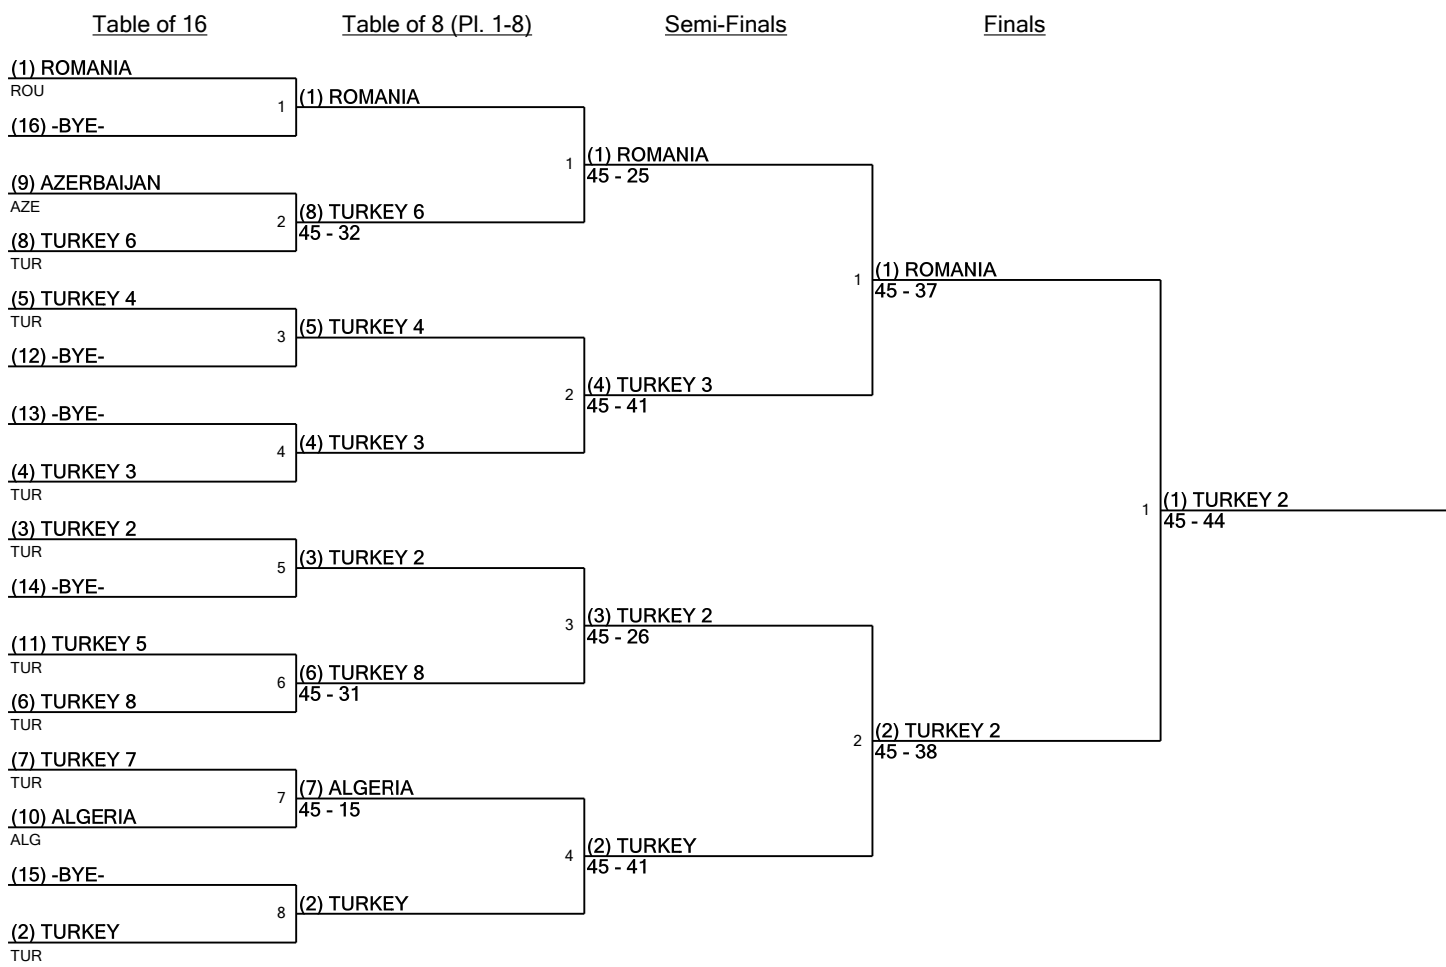 Table of 16
Table of 8 (Pl. 1-8)
Semi-Finals
Finals
(1) ROMANIA
ROU
1
(16) -BYE-
(9) AZERBAIJAN
AZE
2
(8) TURKEY 6
TUR
(5) TURKEY 4
TUR
3
(12) -BYE-
(13) -BYE-
4
(4) TURKEY 3
TUR
(3) TURKEY 2
TUR
5
(14) -BYE-
(11) TURKEY 5
TUR
6
(6) TURKEY 8
TUR
(7) TURKEY 7
TUR
7
(10) ALGERIA
ALG
(15) -BYE-
8
(2) TURKEY
TUR
(1) ROMANIA
1
(8) TURKEY 6
45 - 32
(5) TURKEY 4
2
(4) TURKEY 3
(3) TURKEY 2
3
(6) TURKEY 8
45 - 31
(7) ALGERIA
45 - 15
4
(2) TURKEY
(1) ROMANIA
45 - 25
1
(4) TURKEY 3
45 - 41
(3) TURKEY 2
45 - 26
2
(2) TURKEY
45 - 41
(1) ROMANIA
45 - 37
1
(2) TURKEY 2
45 - 38
(1) TURKEY 2
45 - 44